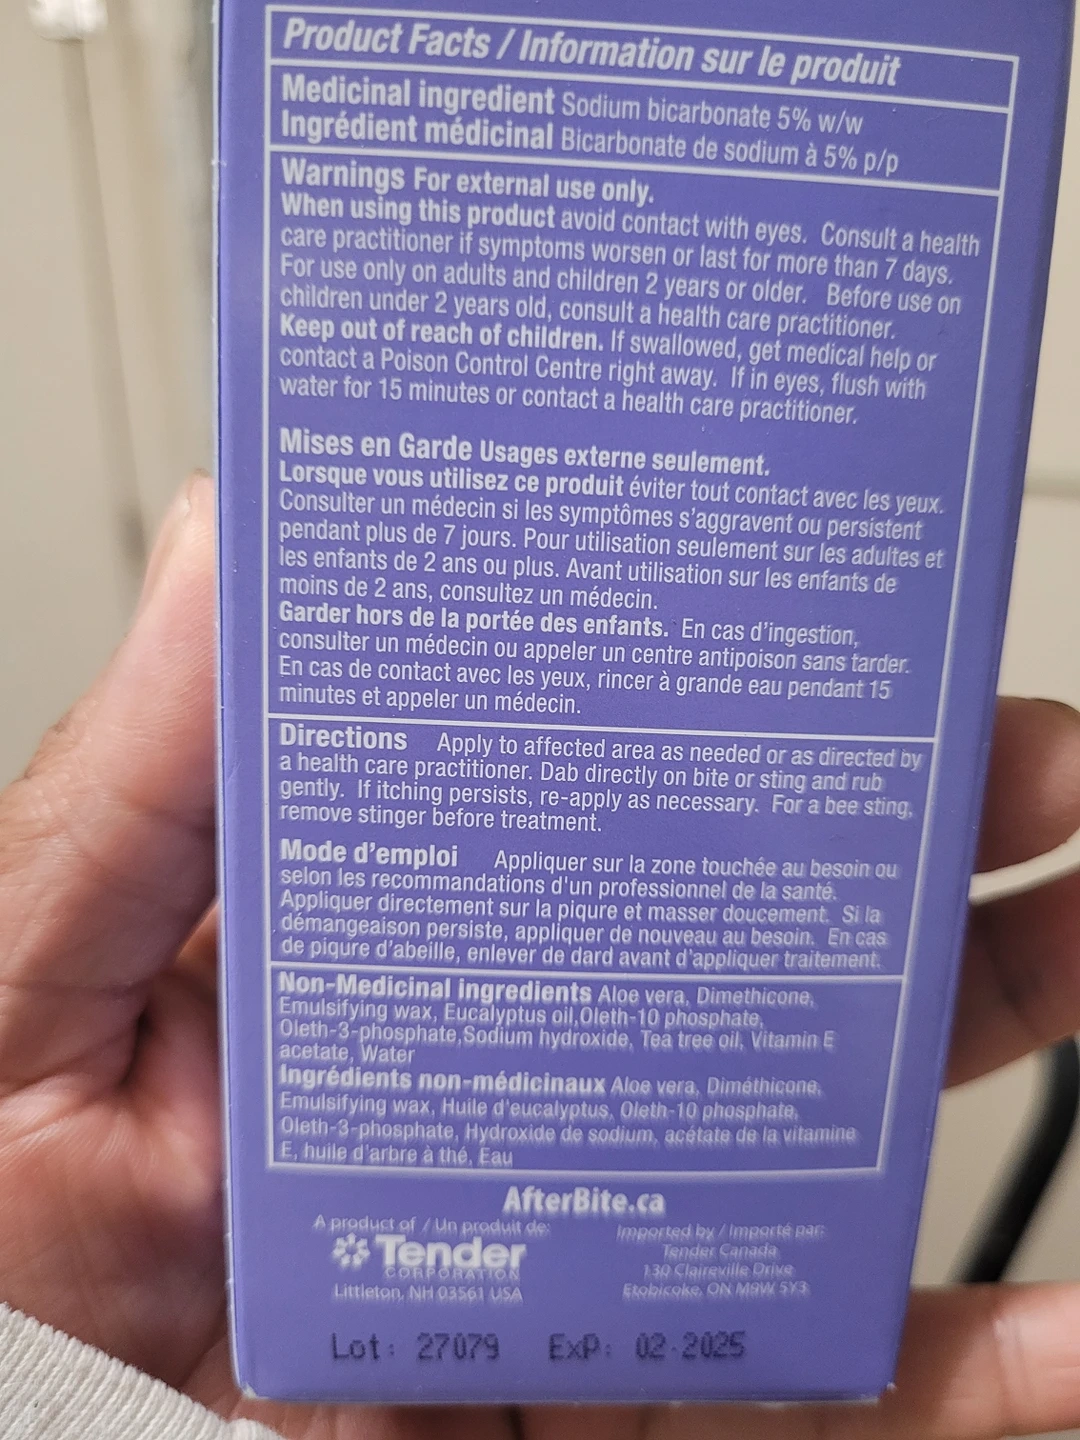 Product Facts / Information sur le produit
Medicinal ingredient Sodium bicarbonate 5% w/w
Ingrédient médicinal Bicarbonate de sodium à 5% p/p
Warnings For external use only.
When using this product avoid contact with eyes. Consult a health
care practitioner if symptoms worsen or last for more than 7 days.
For use only on adults and children 2 years or older. Before use on
children under 2 years old, consult a health care practitioner.
Keep out of reach of children. If swallowed, get medical help or
contact a Poison Control Centre right away. If in eyes, flush with
water for 15 minutes or contact a health care practitioner.
Mises en Garde Usages externe seulement.
Lorsque vous utilisez ce produit éviter tout contact avec les yeux.
Consulter un médecin si les symptômes s'aggravent ou persistent
pendant plus de 7 jours. Pour utilisation seulement sur les adultes et
les enfants de 2 ans ou plus. Avant utilisation sur les enfants de
moins de 2 ans, consultez un médecin.
Garder hors de la portée des enfants. En cas d'ingestion,
consulter un médecin ou appeler un centre antipoison sans tarder.
En cas de contact avec les yeux, rincer à grande eau pendant 15
minutes et appeler un médecin.
Directions Apply to affected area as needed or as directed by
a health care practitioner. Dab directly on bite or sting and rub
gently. If itching persists, re-apply as necessary. For a bee sting,
remove stinger before treatment.
Mode d'emploi Appliquer sur la zone touchée au besoin ou
selon les recommandations d'un professionnel de la santé.
Appliquer directement sur la piqure et masser doucement. Si la
démangeaison persiste, appliquer de nouveau au besoin. En cas
de piqure d'abeille, enlever de dard avant d'appliquer traitement.
Non-Medicinal ingredients Aloe vera, Dimethicone,
Emulsifying wax, Eucalyptus oil,Oleth-10 phosphate,
Oleth-3-phosphate,Sodium hydroxide, Tea tree oil, Vitamin E
acetate, Water
Ingrédients non-médicinaux Aloe vera, Diméthicone,
Emulsifying wax, Huile d'eucalyptus, Oleth-10 phosphate,
Oleth-3-phosphate, Hydroxide de sodium, acétate de la vitamine
E, huile d'arbre à thé, Eau
AfterBite.ca
A product of / Un produit de:
Tender
CORPORATION
Littleton, NH 03561 USA
Imported by / Importé par:
Tender Canada
130 Claireville Drive
Etobicoke, ON M9W 5Y3
Lot: 27079 ExP: 02-2025